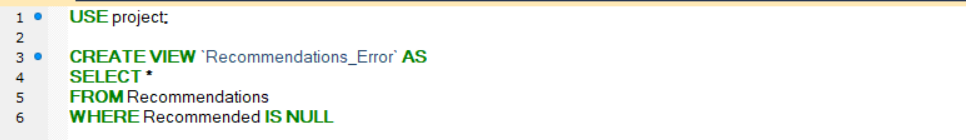 1 USE project;
2
3 CREATE VIEW `Recommendations_Error` AS
4 SELECT *
5 FROM Recommendations
6 WHERE Recommended IS NULL